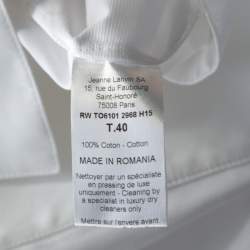 Jeanne Lanvin SA
15, rue du Faubourg
Saint-Honoré
75008 Paris
RW TO6101 2968 H15
T.40
100% Coton - Cotton
MADE IN ROMANIA
Nettoyer par un spécialiste
en pressing de luxe
uniquement - Cleaning by
a specialist in luxury dry
cleaners only
Mettre sur l'envers avant